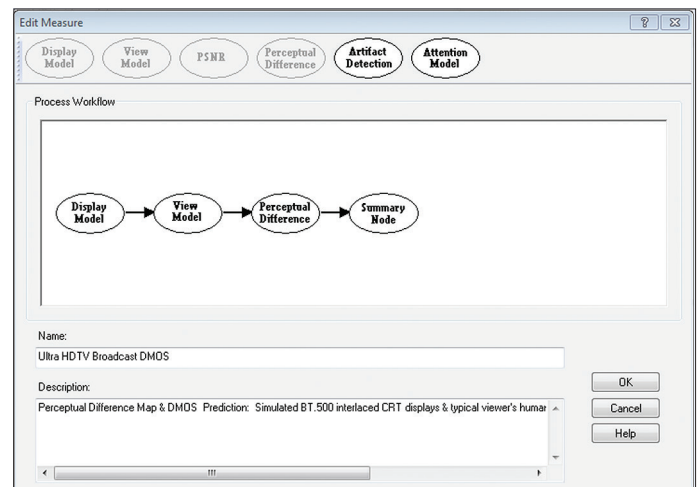 Edit Measure
Display
Model
View
Model
PSNR
Perceptual
Difference
Artifact
Detection
Attention
Model
Process Workflow
Display
Model
View
Model
Perceptual
Difference
Summary
Node
Name:
Ultra HDTV Broadcast DMOS
Description:
Perceptual Difference Map & DMOS Prediction: Simulated BT.500 interlaced CRT displays & typical viewer's human
OK
Cancel
Help